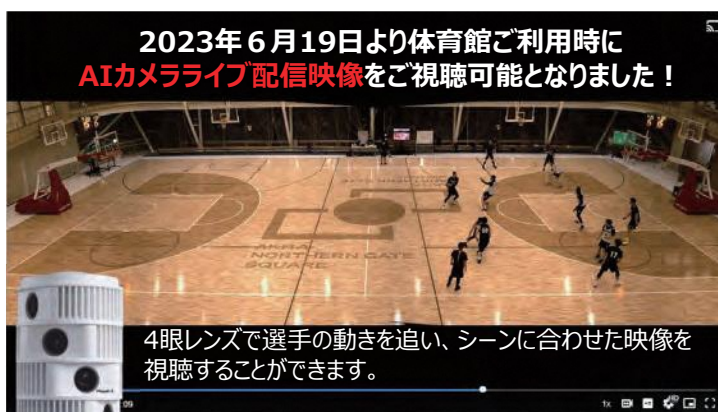 2023年６月19日より体育館ご利用時に
AIカメラライブ配信映像をご視聴可能となりました！
AKRA
NORTHERN GATE
SQUARE
4眼レンズで選手の動きを追い、シーンに合わせた映像を
視聴することができます。
:09
1x
HD